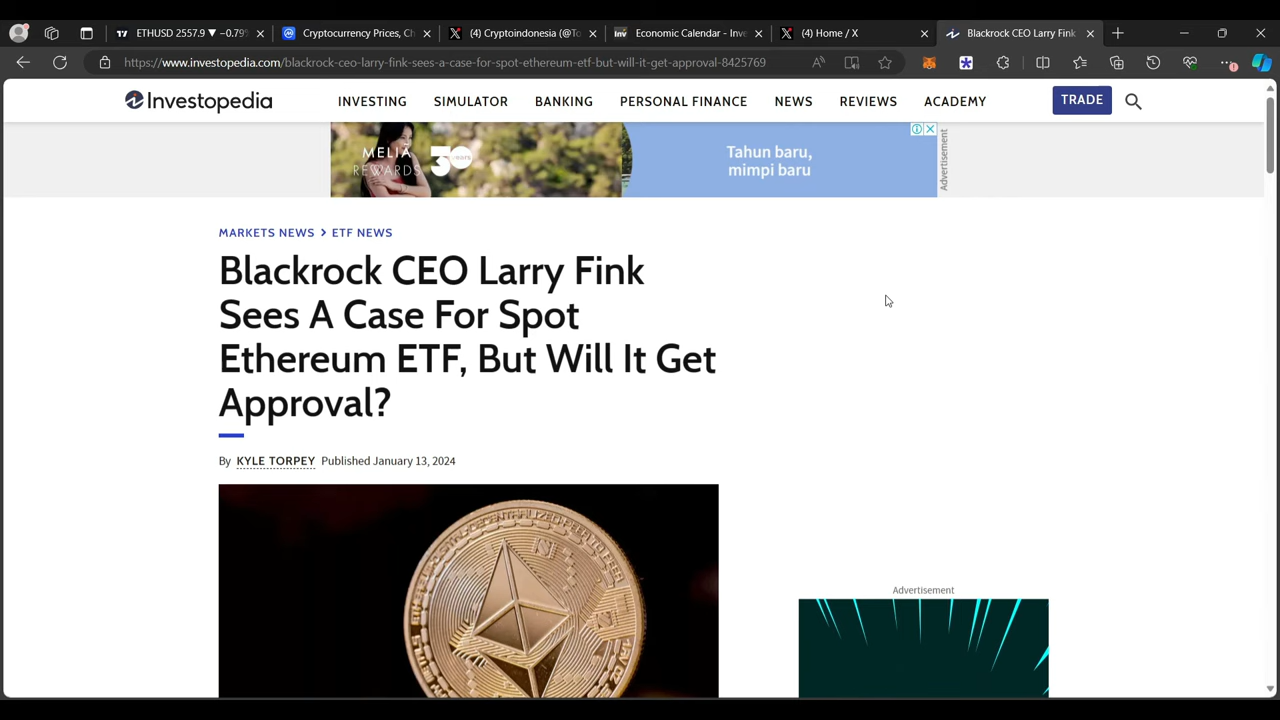 ETHUSD 2557.9 ▼ −0.79%
Cryptocurrency Prices, Ch
(4) Cryptoindonesia (@To
Economic Calendar - Inve
(4) Home / X
Blackrock CEO Larry Fink
https://www.investopedia.com/blackrock-ceo-larry-fink-sees-a-case-for-spot-ethereum-etf-but-will-it-get-approval-8425769
Investopedia
INVESTING
SIMULATOR
BANKING
PERSONAL FINANCE
NEWS
REVIEWS
ACADEMY
TRADE
MELIA
REWARDS
30
years
Tahun baru,
mimpi baru
Advertisement
MARKETS NEWS > ETF NEWS
Blackrock CEO Larry Fink
Sees A Case For Spot
Ethereum ETF, But Will It Get
Approval?
By KYLE TORPEY Published January 13, 2024
Advertisement